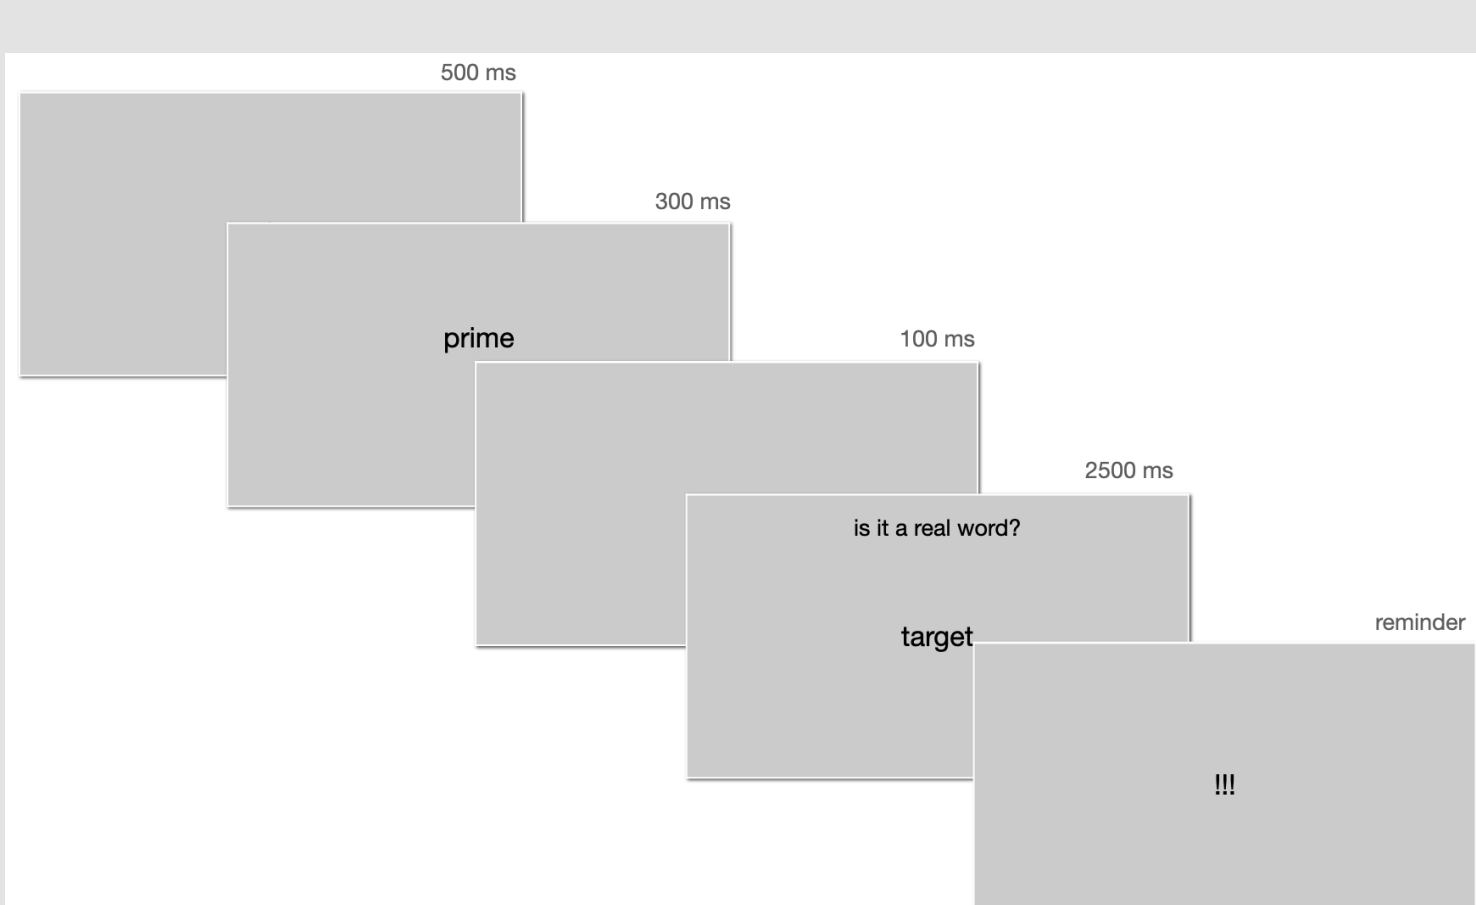 500 ms
300 ms
prime
100 ms
2500 ms
is it a real word?
target
reminder
!!!